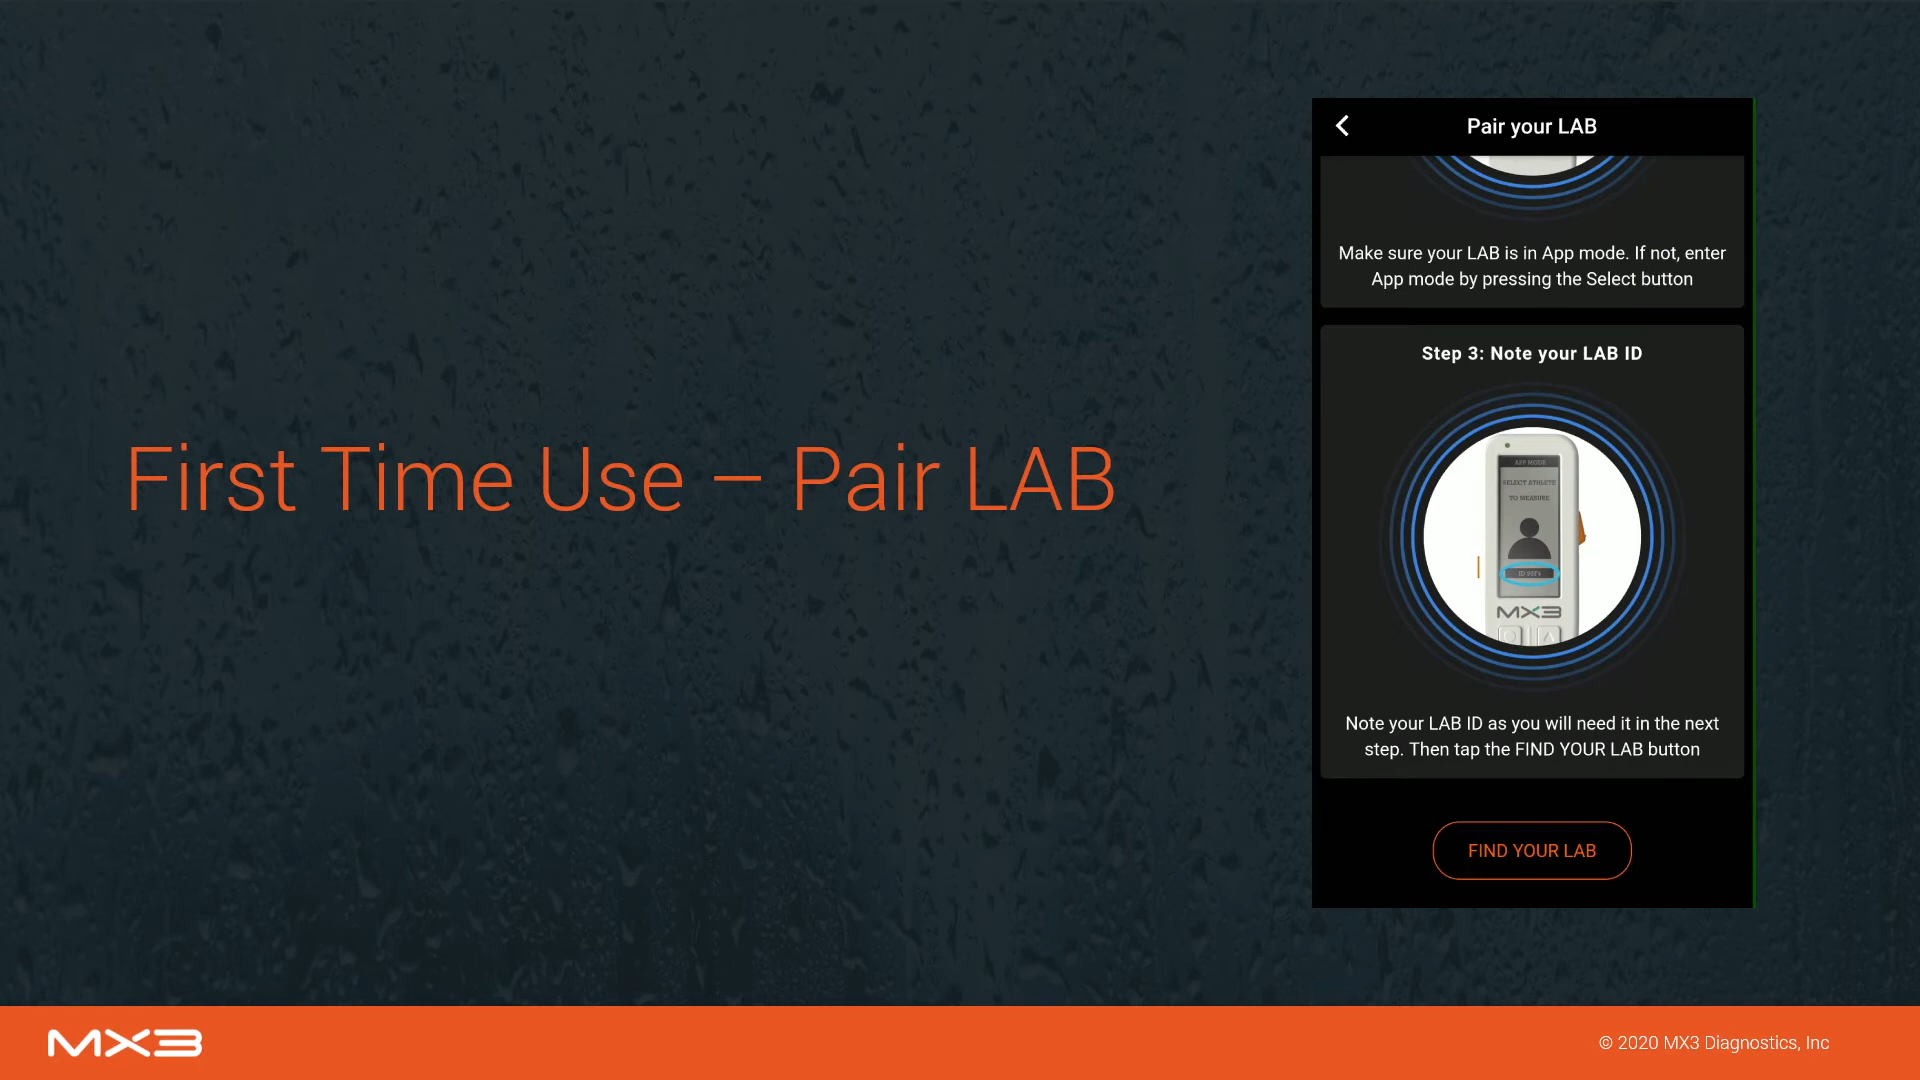 First Time Use – Pair LAB
Pair your LAB
Make sure your LAB is in App mode. If not, enter
App mode by pressing the Select button
Step 3: Note your LAB ID
APP MODE
SELECT ATHLETE
TO MEASURE
MX3
Note your LAB ID as you will need it in the next
step. Then tap the FIND YOUR LAB button
FIND YOUR LAB
MX3
© 2020 MX3 Diagnostics, Inc